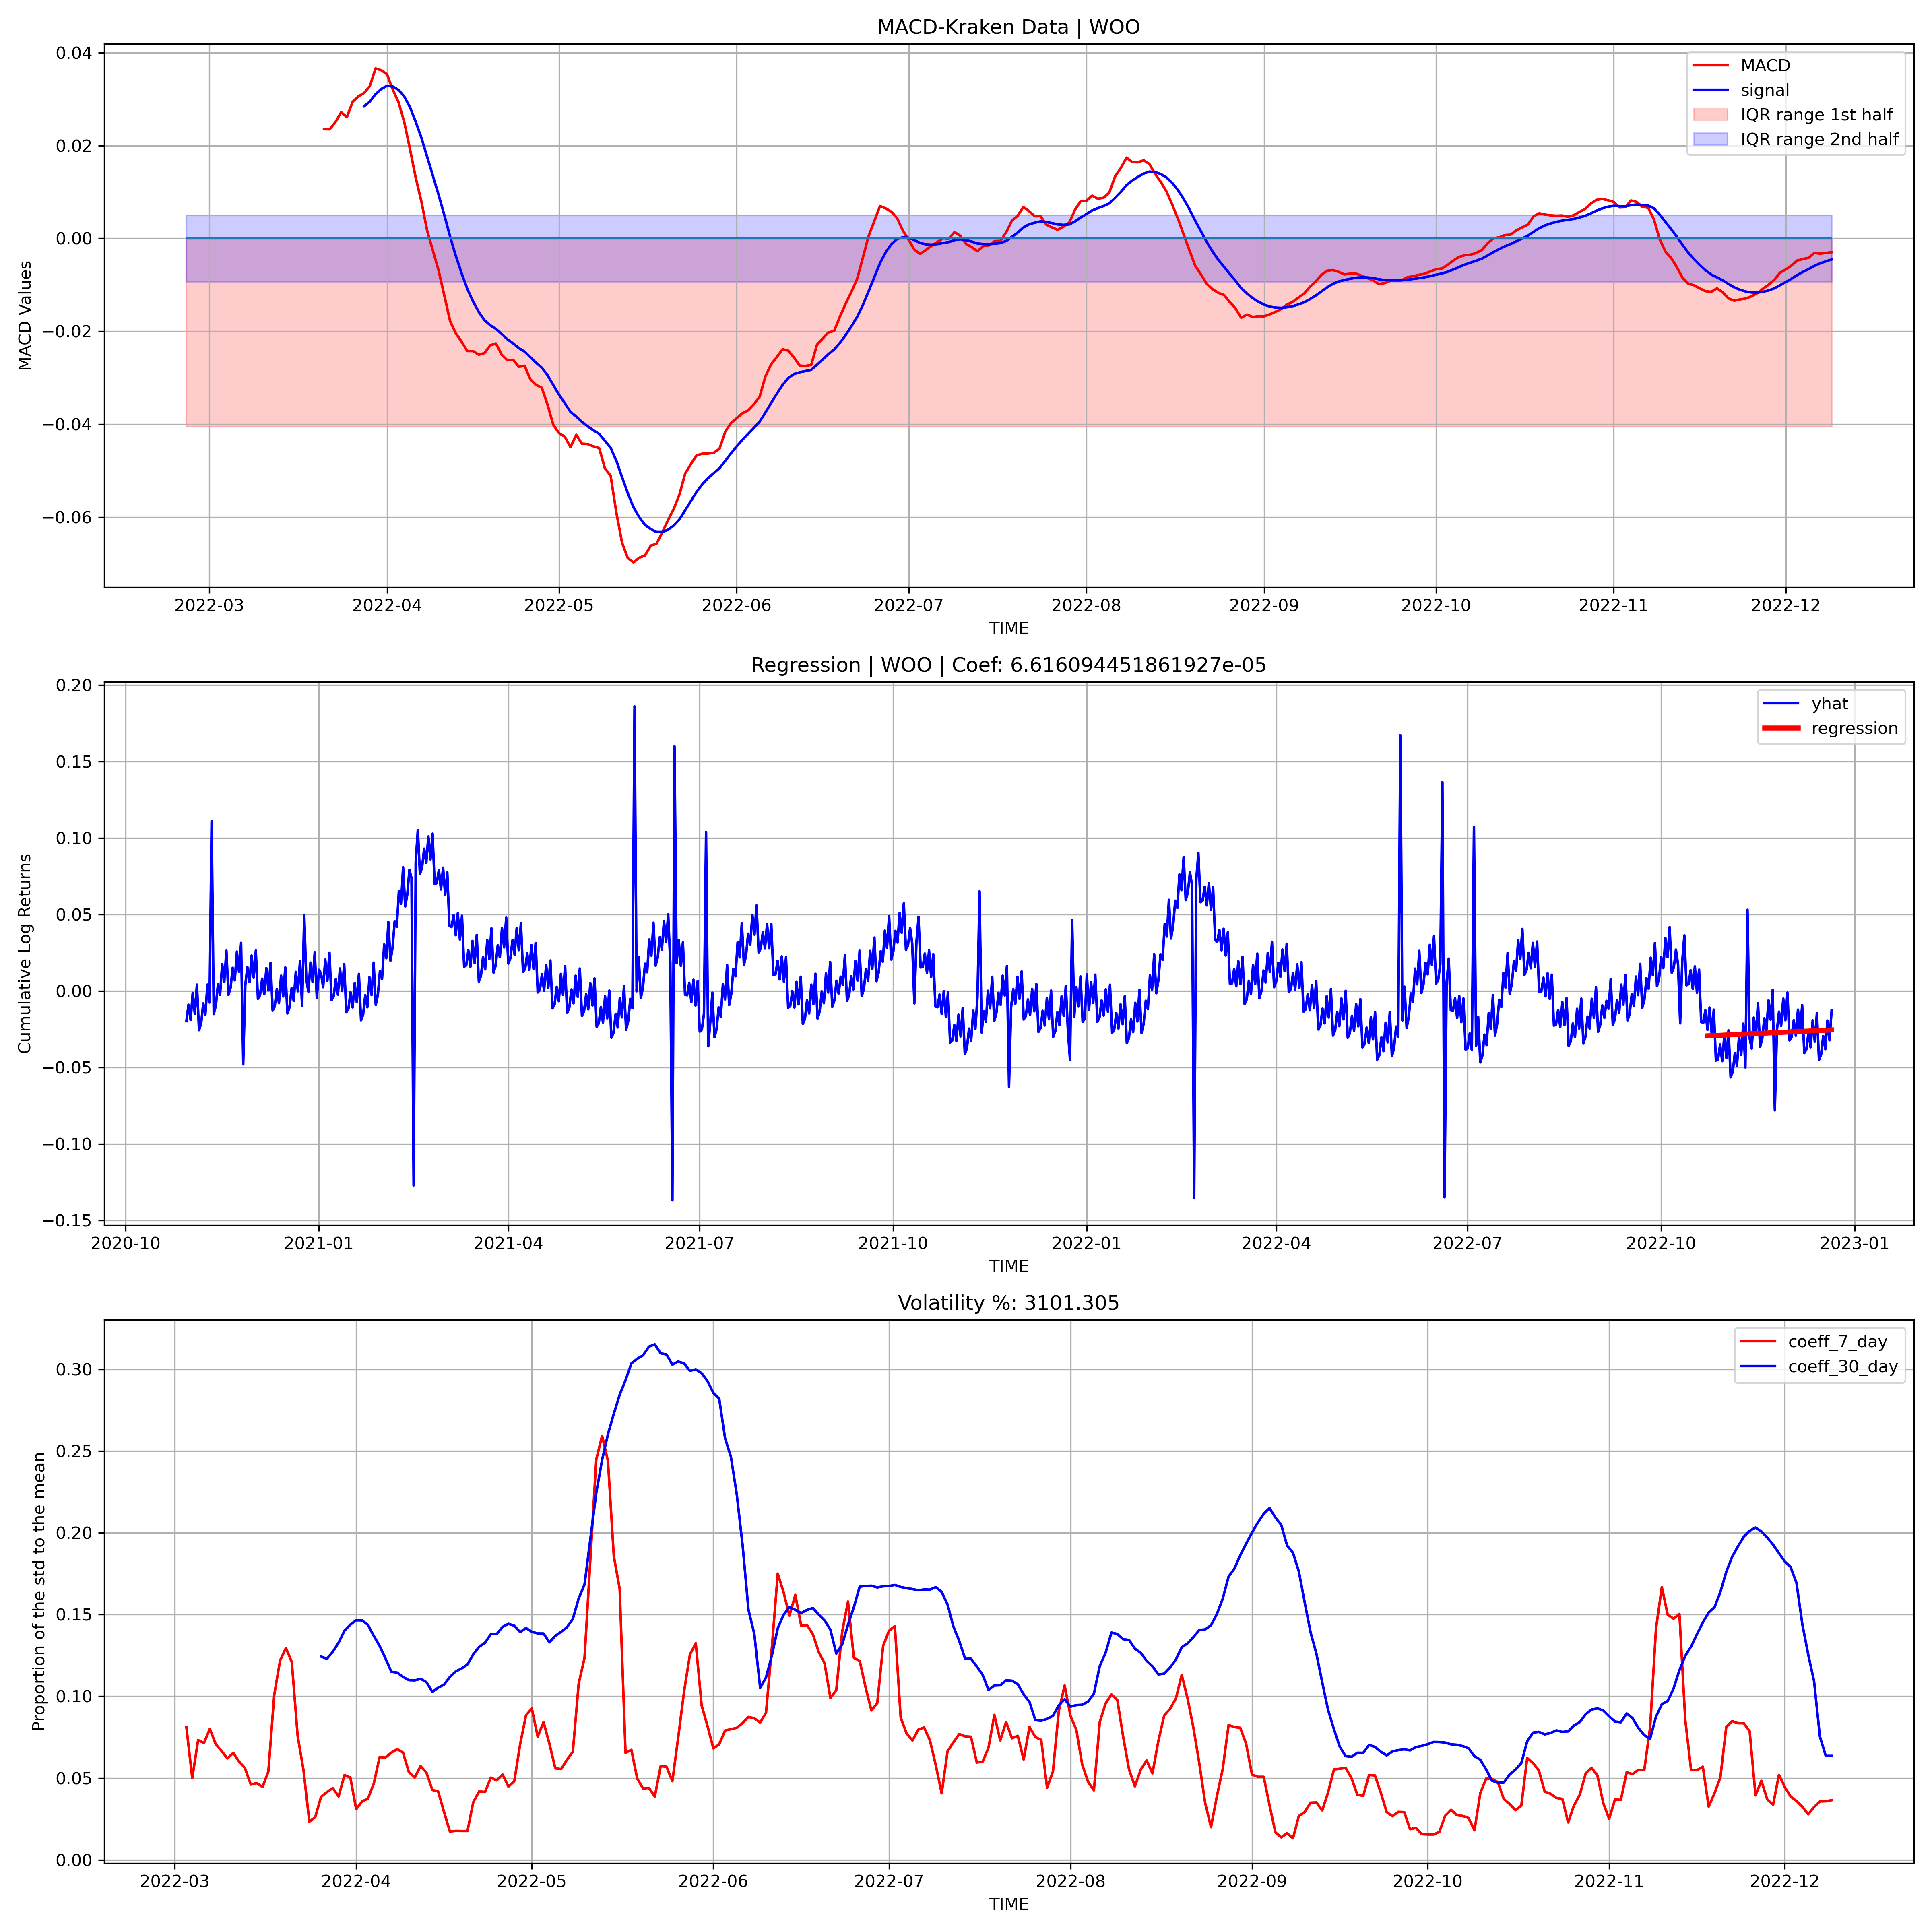 MACD-Kraken Data | WOO
0.04
0.02
0.00
−0.02
−0.04
−0.06
MACD Values
MACD
signal
IQR range 1st half
IQR range 2nd half
2022-03 2022-04 2022-05 2022-06 2022-07 2022-08 2022-09 2022-10 2022-11 2022-12
TIME
Regression | WOO | Coef: 6.616094451861927e-05
0.20
0.15
0.10
0.05
0.00
−0.05
−0.10
−0.15
Cumulative Log Returns
yhat
regression
2020-10 2021-01 2021-04 2021-07 2021-10 2022-01 2022-04 2022-07 2022-10 2023-01
TIME
Volatility %: 3101.305
0.30
0.25
0.20
0.15
0.10
0.05
0.00
Proportion of the std to the mean
coeff_7_day
coeff_30_day
2022-03 2022-04 2022-05 2022-06 2022-07 2022-08 2022-09 2022-10 2022-11 2022-12
TIME